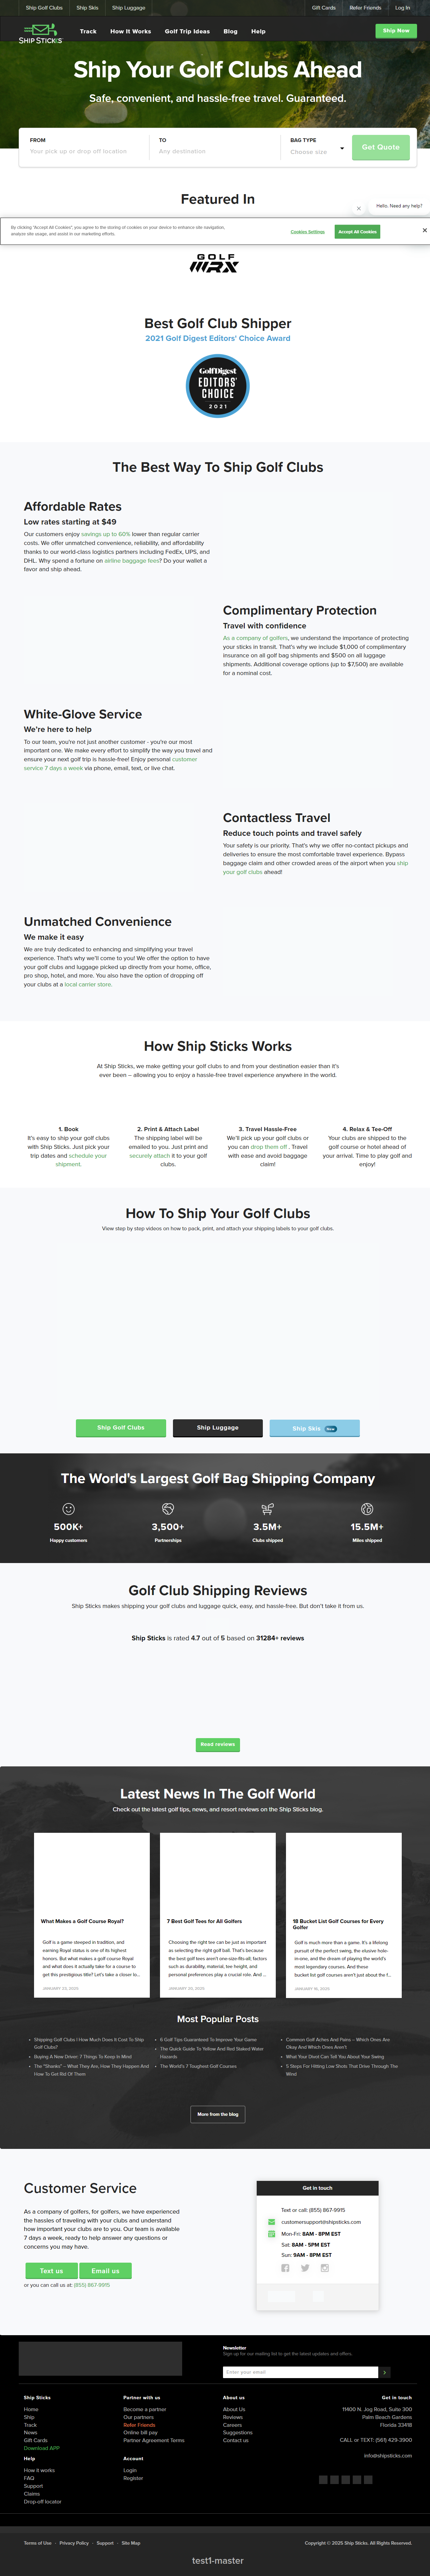 Ship Golf Clubs
Ship Skis
Ship Luggage
Gift Cards
Refer Friends
Log In
SHIP STICKS
Track
How It Works
Golf Trip Ideas
Blog
Help
Ship Now
Ship Your Golf Clubs Ahead
Safe, convenient, and hassle-free travel. Guaranteed.
FROM
Your pick up or drop off location
TO
Any destination
BAG TYPE
Choose size
Get Quote
Featured In
Hello. Need any help?
By clicking "Accept All Cookies", you agree to the storing of cookies on your device to enhance site navigation,
analyze site usage, and assist in our marketing efforts.
Cookies Settings
Accept All Cookies
GOLF
WRX
Best Golf Club Shipper
2021 Golf Digest Editors' Choice Award
GolfDigest
EDITORS'
CHOICE
2021
The Best Way To Ship Golf Clubs
Affordable Rates
Low rates starting at $49
Our customers enjoy savings up to 60% lower than regular carrier
costs. We offer unmatched convenience, reliability, and affordability
thanks to our world-class logistics partners including FedEx, UPS, and
DHL. Why spend a fortune on airline baggage fees? Do your wallet a
favor and ship ahead.
Complimentary Protection
Travel with confidence
As a company of golfers, we understand the importance of protecting
your sticks in transit. That's why we include $1,000 of complimentary
insurance on all golf bag shipments and $500 on all luggage
shipments. Additional coverage options (up to $7,500) are available
for a nominal cost.
White-Glove Service
We're here to help
To our team, you're not just another customer - you're our most
important one. We make every effort to simplify the way you travel and
ensure your next golf trip is hassle-free! Enjoy personal customer
service 7 days a week via phone, email, text, or live chat.
Contactless Travel
Reduce touch points and travel safely
Your safety is our priority. That's why we offer no-contact pickups and
deliveries to ensure the most comfortable travel experience. Bypass
baggage claim and other crowded areas of the airport when you ship
your golf clubs ahead!
Unmatched Convenience
We make it easy
We are truly dedicated to enhancing and simplifying your travel
experience. That's why we'll come to you! We offer the option to have
your golf clubs and luggage picked up directly from your home, office,
pro shop, hotel, and more. You also have the option of dropping off
your clubs at a local carrier store.
How Ship Sticks Works
At Ship Sticks, we make getting your golf clubs to and from your destination easier than it's
ever been – allowing you to enjoy a hassle-free travel experience anywhere in the world.
1. Book
It's easy to ship your golf clubs
with Ship Sticks. Just pick your
trip dates and schedule your
shipment.
2. Print & Attach Label
The shipping label will be
emailed to you. Just print and
securely attach it to your golf
clubs.
3. Travel Hassle-Free
We'll pick up your golf clubs or
you can drop them off . Travel
with ease and avoid baggage
claim!
4. Relax & Tee-Off
Your clubs are shipped to the
golf course or hotel ahead of
your arrival. Time to play golf and
enjoy!
How To Ship Your Golf Clubs
View step by step videos on how to pack, print, and attach your shipping labels to your golf clubs.
Ship Golf Clubs
Ship Luggage
Ship Skis New
The World's Largest Golf Bag Shipping Company
500K+
Happy customers
3,500+
Partnerships
3.5M+
Clubs shipped
15.5M+
Miles shipped
Golf Club Shipping Reviews
Ship Sticks makes shipping your golf clubs and luggage quick, easy, and hassle-free. But don't take it from us.
Ship Sticks is rated 4.7 out of 5 based on 31284+ reviews
Read reviews
Latest News In The Golf World
Check out the latest golf tips, news, and resort reviews on the Ship Sticks blog.
What Makes a Golf Course Royal?
Golf is a game steeped in tradition, and
earning Royal status is one of its highest
honors. But what makes a golf course Royal
and what does it actually take for a course to
get this prestigious title? Let's take a closer lo...
JANUARY 23, 2025
7 Best Golf Tees for All Golfers
Choosing the right tee can be just as important
as selecting the right golf ball. That's because
the best golf tees aren't one-size-fits-all; factors
such as durability, material, tee height, and
personal preferences play a crucial role. And ...
JANUARY 20, 2025
18 Bucket List Golf Courses for Every
Golfer
Golf is much more than a game. It's a lifelong
pursuit of the perfect swing, the elusive hole-
in-one, and the dream of playing the world's
most legendary courses. And these
bucket list golf courses aren't just about the f...
Most Popular Posts
Shipping Golf Clubs | How Much Does It Cost To Ship
Golf Clubs?
Buying A New Driver: 7 Things To Keep In Mind
The "Shanks" – What They Are, How They Happen And
How To Get Rid Of Them
6 Golf Tips Guaranteed To Improve Your Game
The Quick Guide To Yellow And Red Staked Water
Hazards
The World's 7 Toughest Golf Courses
Common Golf Aches And Pains – Which Ones Are
Okay And Which Ones Aren't
What Your Divot Can Tell You About Your Swing
5 Steps For Hitting Low Shots That Drive Through The
Wind
More from the blog
Customer Service
As a company of golfers, for golfers, we have experienced
the hassles of traveling with your clubs and understand
how important your clubs are to you. Our team is available
7 days, a week, ready to help answer any questions or
concerns you may have.
Text us
Email us
or you can call us at: (855) 867-9915
Get in touch
Text or call: (855) 867-9915
customersupport@shipsticks.com
Mon-Fri: 8AM - 8PM EST
Sat: 8AM - 5PM EST
Sun: 9AM - 8PM EST
Newsletter
Sign up for our mailing list to get the latest updates and offers.
Enter your email
Ship Sticks
Home
Ship
Track
News
Gift Cards
Download APP
Partner with us
Become a partner
Our partners
Refer Friends
Online bill pay
Partner Agreement Terms
About us
About Us
Reviews
Careers
Suggestions
Contact us
Get in touch
11400 N. Jog Road, Suite 300
Palm Beach Gardens
Florida 33418
CALL or TEXT: (561) 429-3900
info@shipsticks.com
Help
How it works
FAQ
Support
Claims
Drop-off locator
Account
Login
Register
Terms of Use - Privacy Policy - Support - Site Map
Copyright © 2025 Ship Sticks. All Rights Reserved.
test1-master